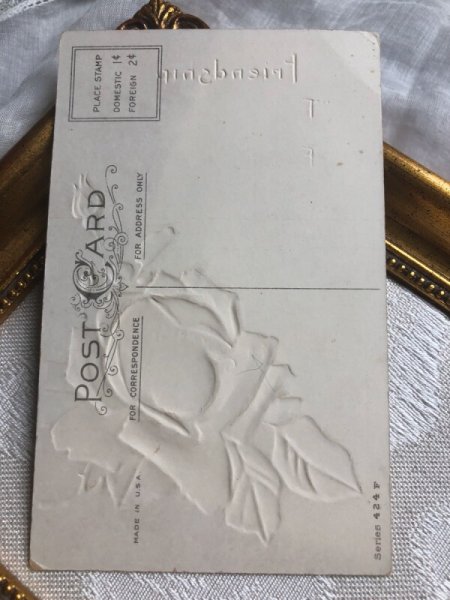 PLACE STAMP
DOMESTIC 1¢
FOREIGN 2¢
POST CARD
FOR CORRESPONDENCE
FOR ADDRESS ONLY
MADE IN U.S.A.
Series 424 F